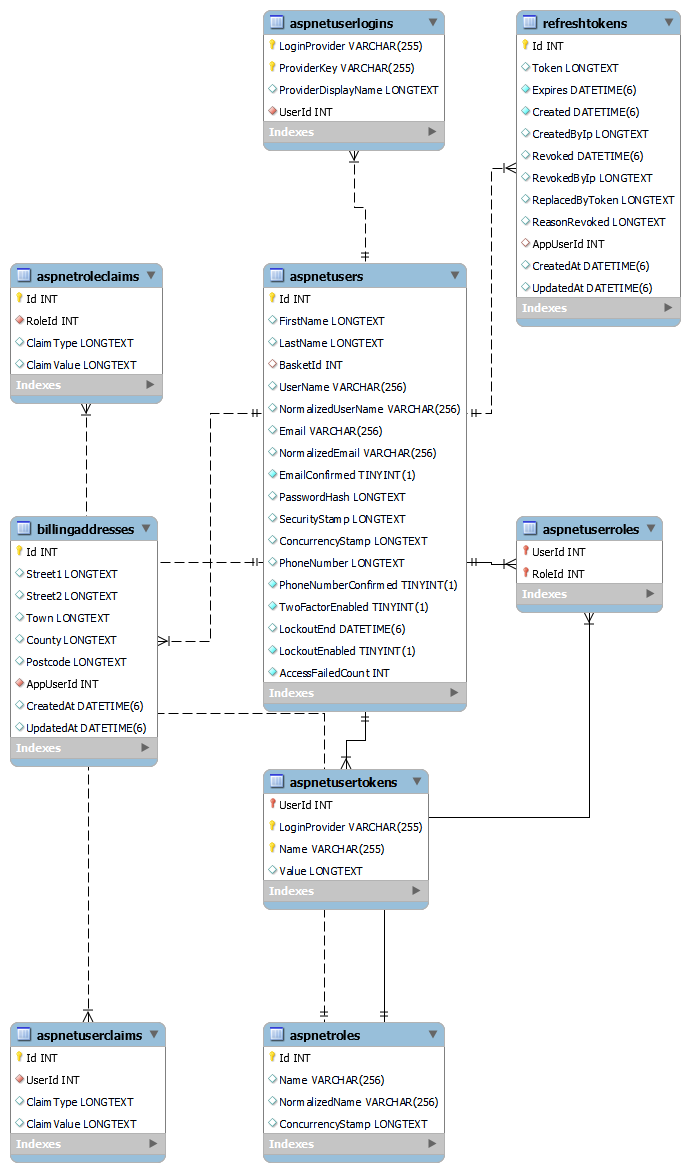 aspnetuserlogins
LoginProvider VARCHAR(255)
ProviderKey VARCHAR(255)
ProviderDisplayName LONGTEXT
UserId INT
Indexes
refreshtokens
Id INT
Token LONGTEXT
Expires DATETIME(6)
Created DATETIME(6)
CreatedByIp LONGTEXT
Revoked DATETIME(6)
RevokedByIp LONGTEXT
ReplacedByToken LONGTEXT
ReasonRevoked LONGTEXT
AppUserId INT
CreatedAt DATETIME(6)
UpdatedAt DATETIME(6)
Indexes
aspnetroleclaims
Id INT
RoleId INT
ClaimType LONGTEXT
ClaimValue LONGTEXT
Indexes
aspnetusers
Id INT
FirstName LONGTEXT
LastName LONGTEXT
BasketId INT
UserName VARCHAR(256)
NormalizedUserName VARCHAR(256)
Email VARCHAR(256)
NormalizedEmail VARCHAR(256)
EmailConfirmed TINYINT(1)
PasswordHash LONGTEXT
SecurityStamp LONGTEXT
ConcurrencyStamp LONGTEXT
PhoneNumber LONGTEXT
PhoneNumberConfirmed TINYINT(1)
TwoFactorEnabled TINYINT(1)
LockoutEnd DATETIME(6)
LockoutEnabled TINYINT(1)
AccessFailedCount INT
Indexes
billingaddresses
Id INT
Street1 LONGTEXT
Street2 LONGTEXT
Town LONGTEXT
County LONGTEXT
Postcode LONGTEXT
AppUserId INT
CreatedAt DATETIME(6)
UpdatedAt DATETIME(6)
Indexes
aspnetuserroles
UserId INT
RoleId INT
Indexes
aspnetusertokens
UserId INT
LoginProvider VARCHAR(255)
Name VARCHAR(255)
Value LONGTEXT
Indexes
aspnetuserclaims
Id INT
UserId INT
ClaimType LONGTEXT
ClaimValue LONGTEXT
Indexes
aspnetroles
Id INT
Name VARCHAR(256)
NormalizedName VARCHAR(256)
ConcurrencyStamp LONGTEXT
Indexes